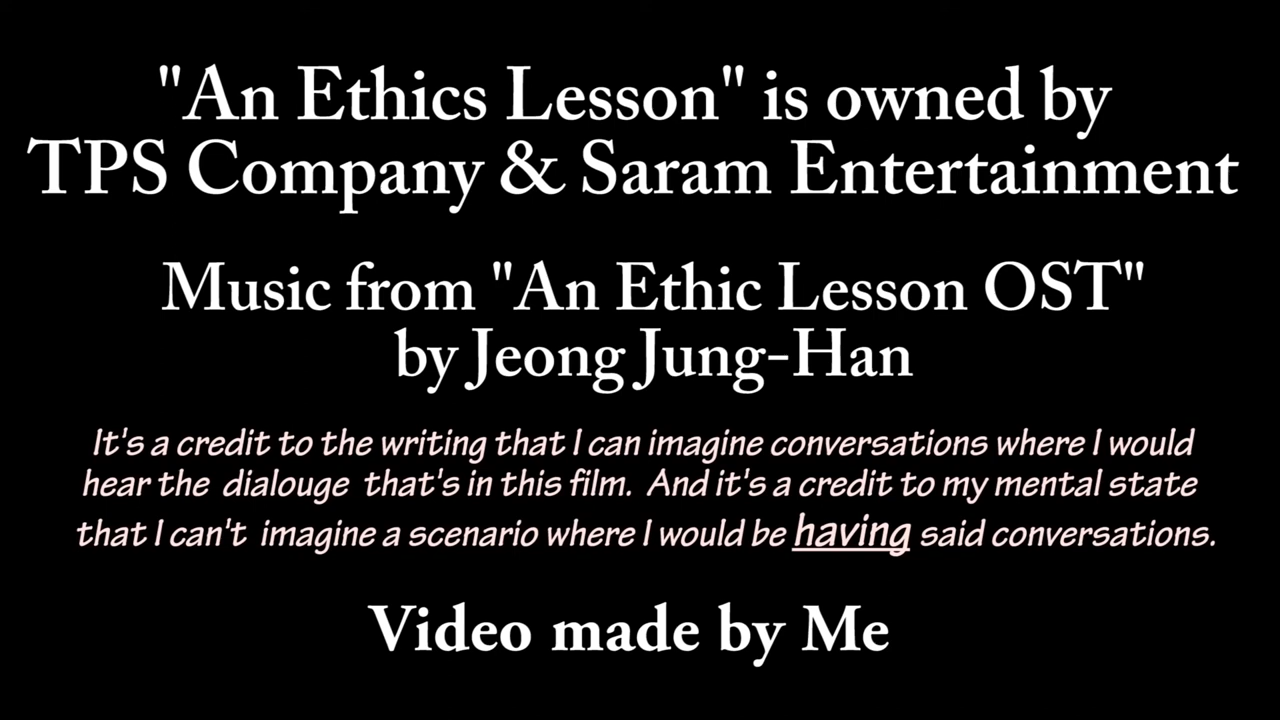 "An Ethics Lesson" is owned by
TPS Company & Saram Entertainment
Music from "An Ethic Lesson OST"
by Jeong Jung-Han
It's a credit to the writing that I can imagine conversations where I would
hear the dialouge that's in this film. And it's a credit to my mental state
that I can't imagine a scenario where I would be having said conversations.
Video made by Me